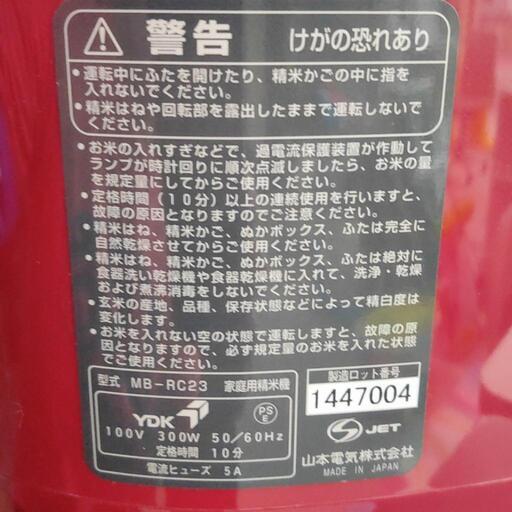 警告
けがの恐れあり
●運転中にふたを開けたり、精米かごの中に指を
入れないでください。
●精米はねや回転部を露出したままで運転しないで
ください。
●お米の入れすぎなどで、過電流保護装置が作動して
ランプが時計回りに順次点滅しましたら、お米の量
を規定量にしてからご使用ください。
●定格時間(10分)以上の連続使用を行いますと、
故障の原因となりますのでご注意ください。
●精米はね、精米かご、ぬかボックス、ふたは完全に
自然乾燥させてからご使用ください。
●精米はね、精米かご、ぬかボックス、ふたは絶対に
食器洗い乾燥機や食器乾燥機に入れて、洗浄・乾燥
および煮沸消毒をしないでください。
●玄米の産地、品種、保存状態などによって精白度は
変化します。
●お米を入れない空の状態で運転しますと、故障の原
因となりますので、必ず規定量のお米を入れた状態
でご使用ください。
型式 MB-RC23 家庭用精米機
YDK
PS
E
100V 300W 50/60Hz
定格時間 10分
電流ヒューズ 5A
製造ロット番号
1447004
JET
山本電気株式会社
MADE IN JAPAN